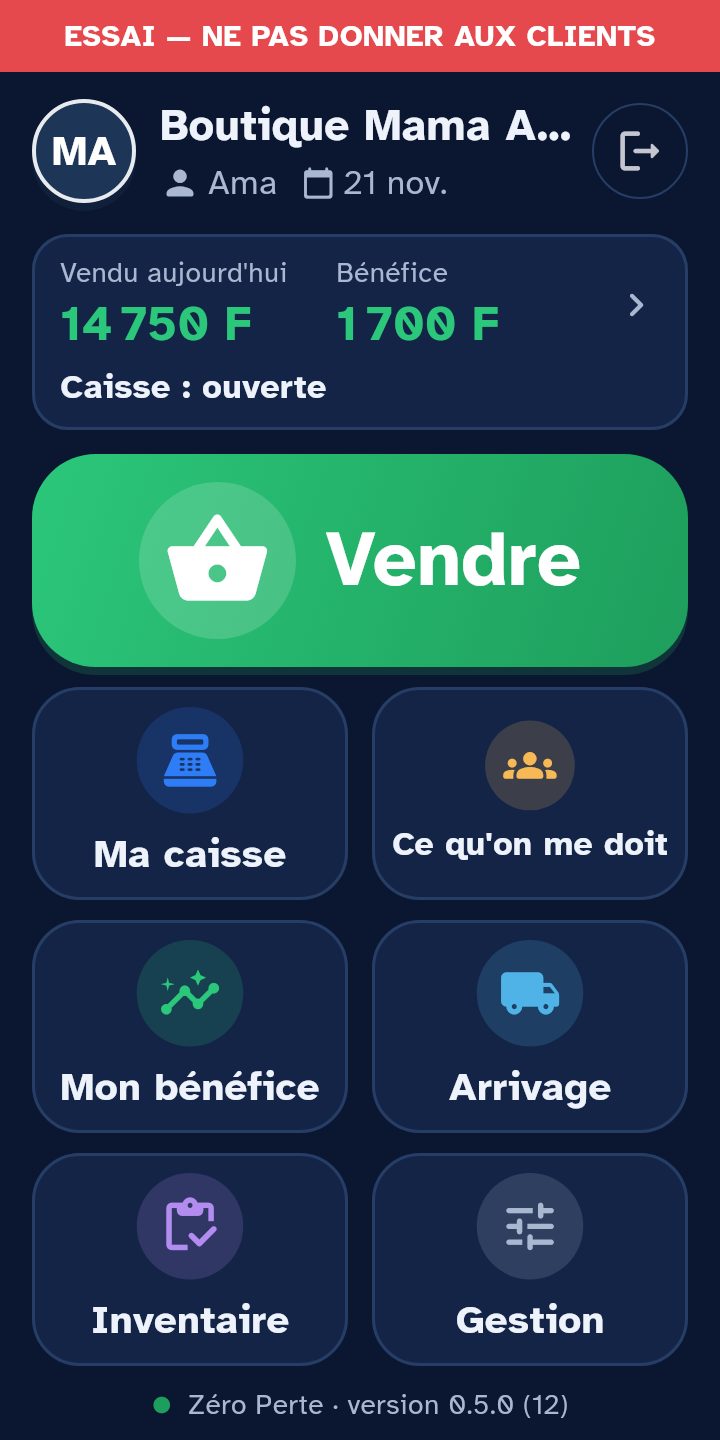 ESSAI — NE PAS DONNER AUX CLIENTS
MA
Boutique Mama A...
Ama 21 nov.
Vendu aujourd'hui Bénéfice
14 750 F 1 700 F
Caisse : ouverte
Vendre
Ma caisse
Ce qu'on me doit
Mon bénéfice
Arrivage
Inventaire
Gestion
Zéro Perte · version 0.5.0 (12)